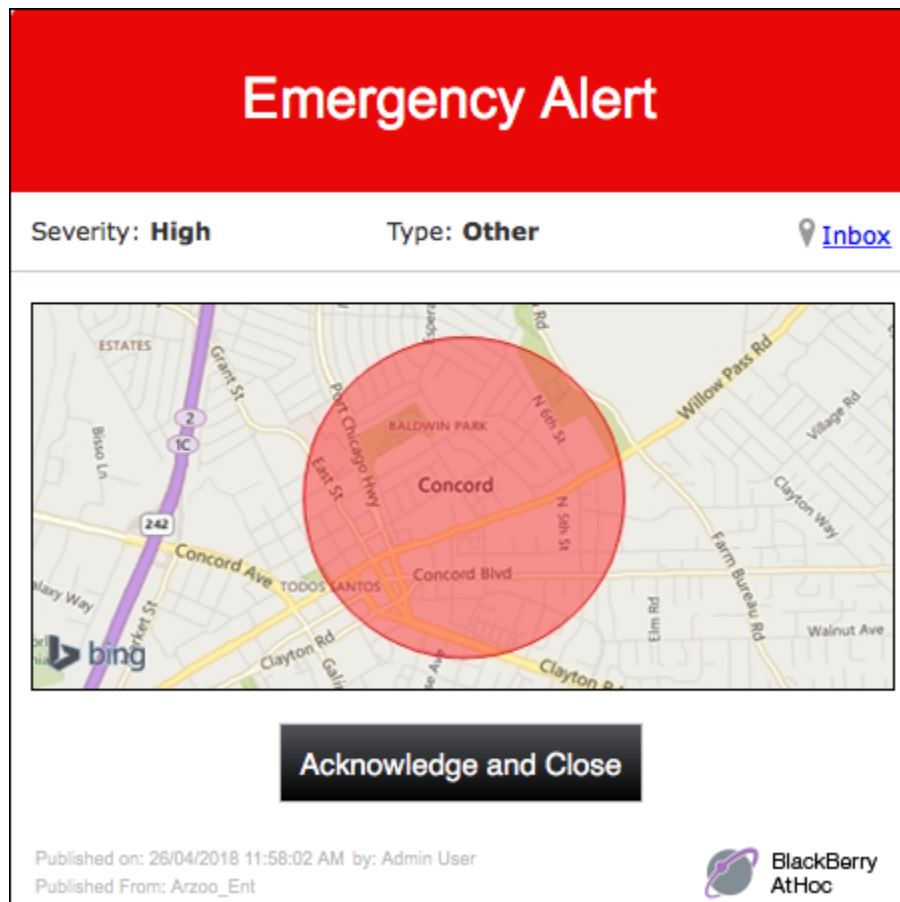 Emergency Alert
Severity: High Type: Other Inbox
ESTATES
Grant St
Port Chicago Hwy
Rd
Willow Pass Rd
Village Rd
2
1C
Bisso Ln
BALDWIN PARK
N 6th St
East St
Concord
N 5th St
Clayton Way
242
Concord Ave
TODOS SANTOS
Concord Blvd
Farm Bureau Rd
Way
Elm Rd
Walnut Ave
bing
Clayton Rd
Ave
Clayton
Acknowledge and Close
Published on: 26/04/2018 11:58:02 AM by: Admin User
Published From: Arzoo_Ent
BlackBerry
AtHoc